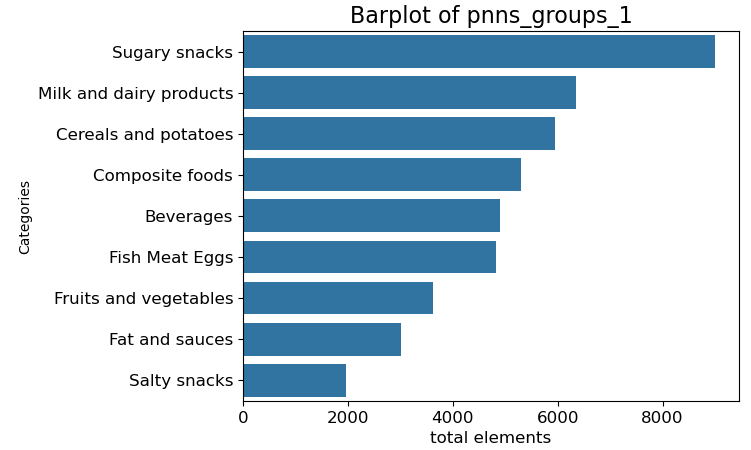 Barplot of pnns_groups_1
Categories
Sugary snacks
Milk and dairy products
Cereals and potatoes
Composite foods
Beverages
Fish Meat Eggs
Fruits and vegetables
Fat and sauces
Salty snacks
0 2000 4000 6000 8000
total elements